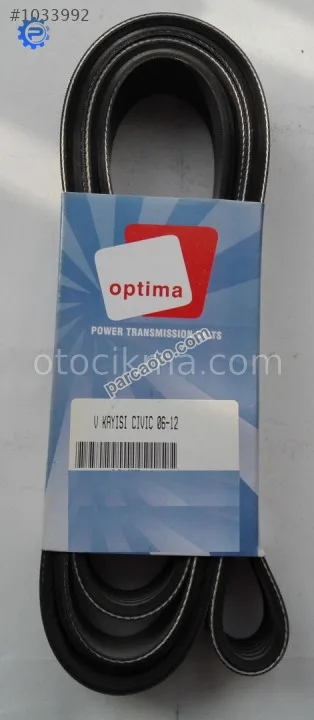 #1033992
optima
POWER TRANSMISSION BELTS
otocikma.com
parcaoto.com
V KAYISI CIVIC 06-12